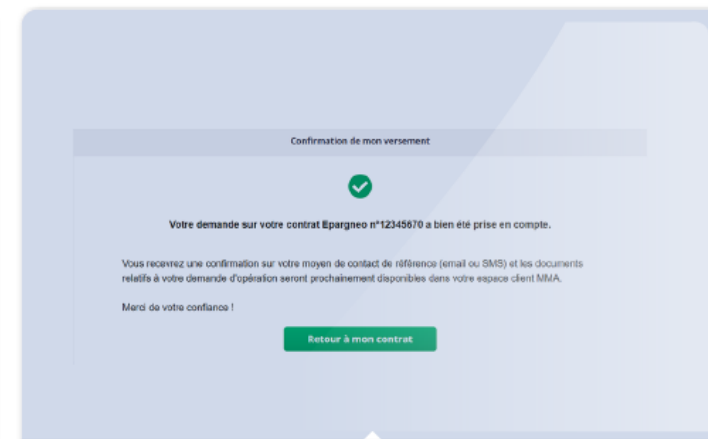 Confirmation de mon versement
Votre demande sur votre contrat Epargneo n°12345670 a bien été prise en compte.
Vous recevrez une confirmation sur votre moyen de contact de référence (email ou SMS) et les documents
relatifs à votre demande d'opération seront prochainement disponibles dans votre espace client MMA.
Merci de votre confiance !
Retour à mon contrat